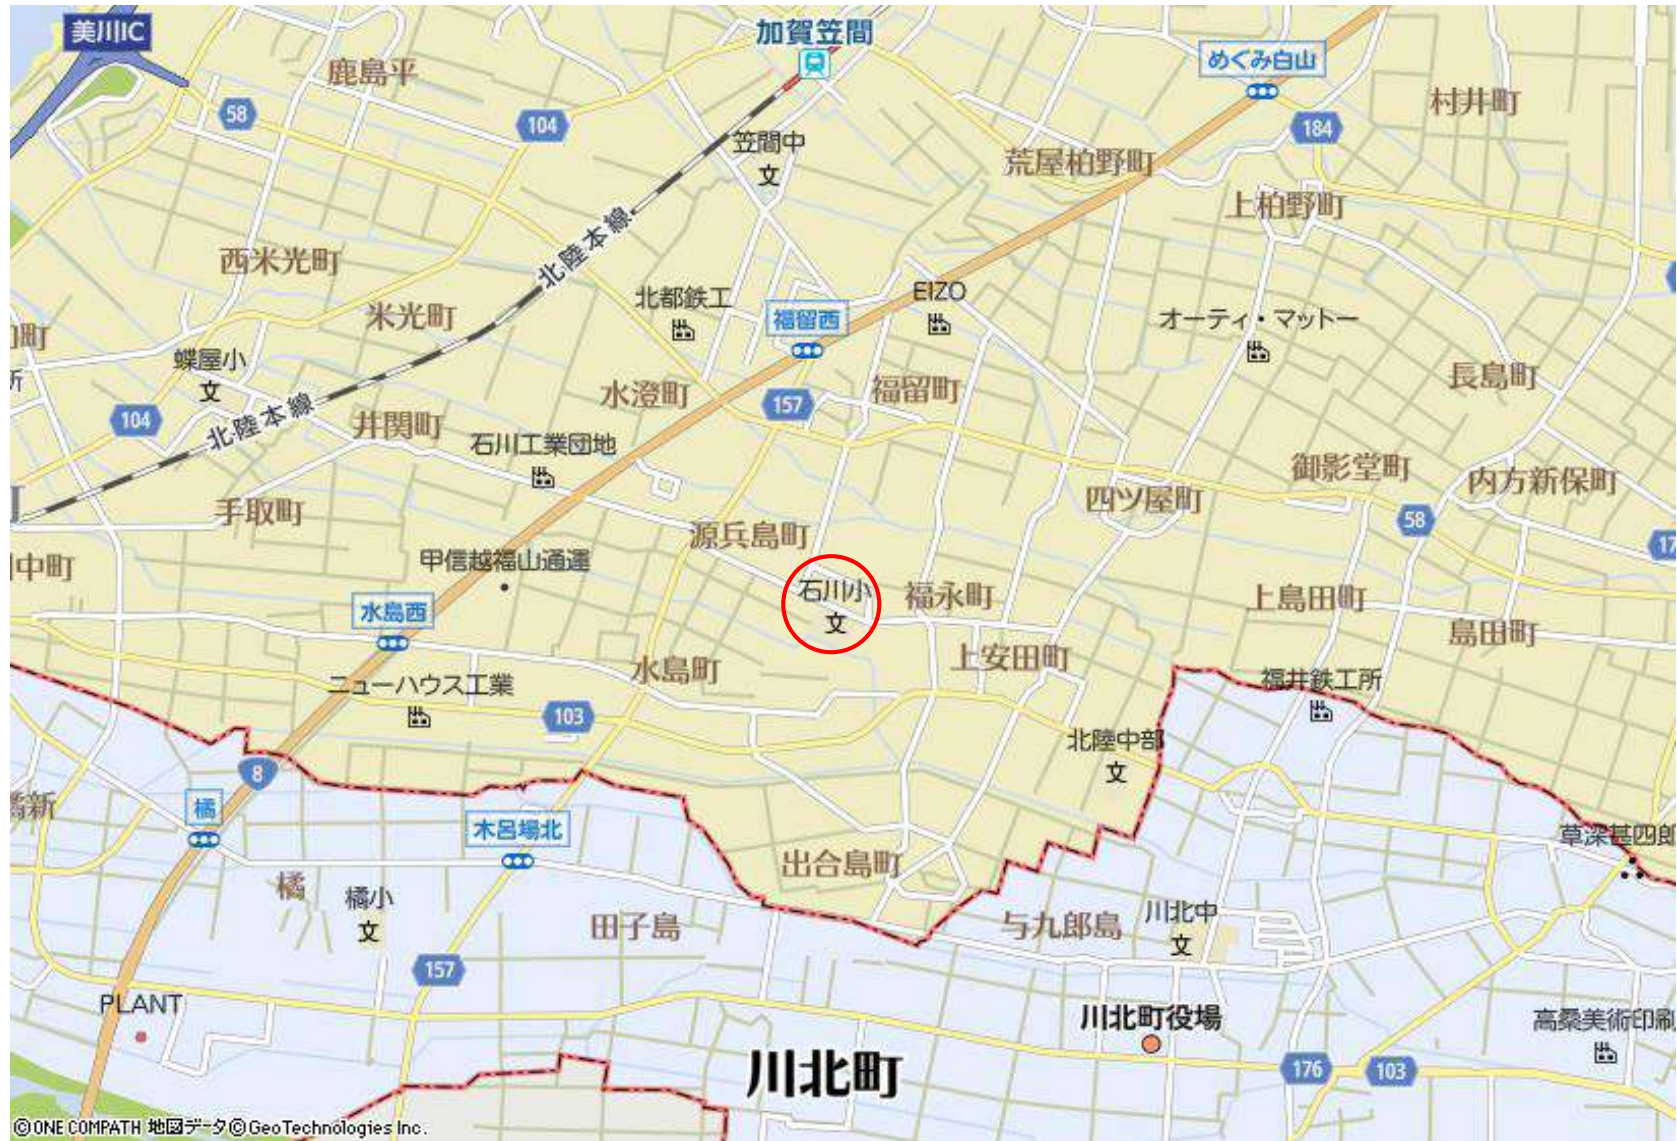 美川IC
加賀笠間
めぐみ白山
鹿島平
村井町
58
104
184
笠間中
文
荒屋柏野町
上柏野町
北陸本線
西米光町
EIZO
北都鉄工
米光町
福留西
オーティ・マットー
蝶屋小
文
水澄町
福留町
長島町
157
104
北陸本線
井関町
石川工業団地
御影堂町
内方新保町
四ツ屋町
手取町
58
源兵島町
17
中町
甲信越福山通運
石川小
文
福永町
上島田町
水島西
島田町
上安田町
水島町
ニューハウス工業
福井鉄工所
103
北陸中部
文
8
橘
橘新
木呂場北
草深甚四郎
出合島町
橘
橘小
文
田子島
与九郎島
川北中
文
157
PLANT
川北町役場
高桑美術印刷
川北町
176
103
©ONE COMPATH 地図データ©GeoTechnologies Inc.